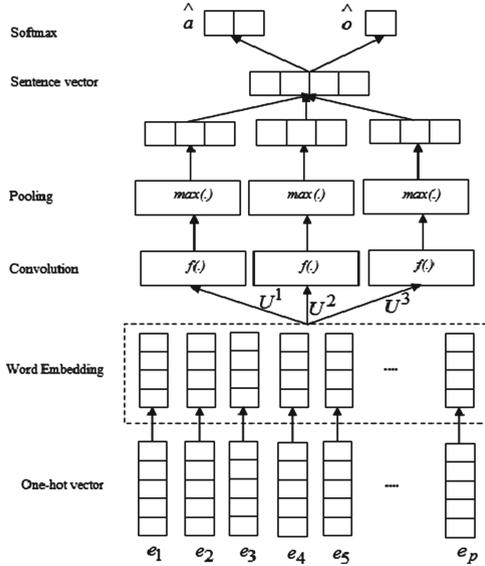 ^ ^
a o
Softmax
Sentence vector
Pooling max(.) max(.) max(.)
Convolution f(.) f(.) f(.)
U1 U2 U3
Word Embedding ....
One-hot vector ....
e1 e2 e3 e4 e5 ep